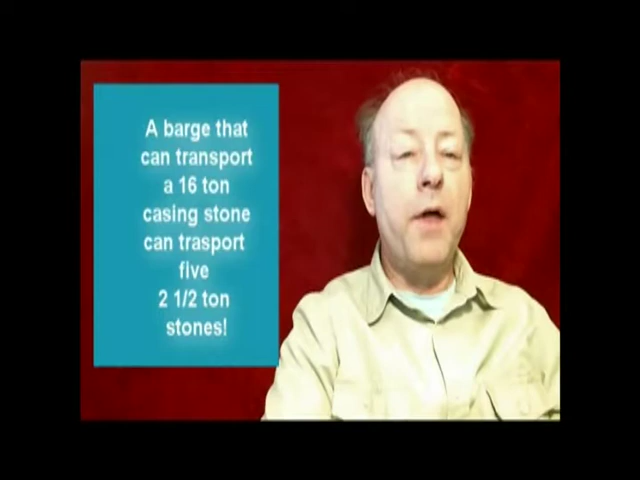 A barge that
can transport
a 16 ton
casing stone
can trasport
five
2 1/2 ton
stones!